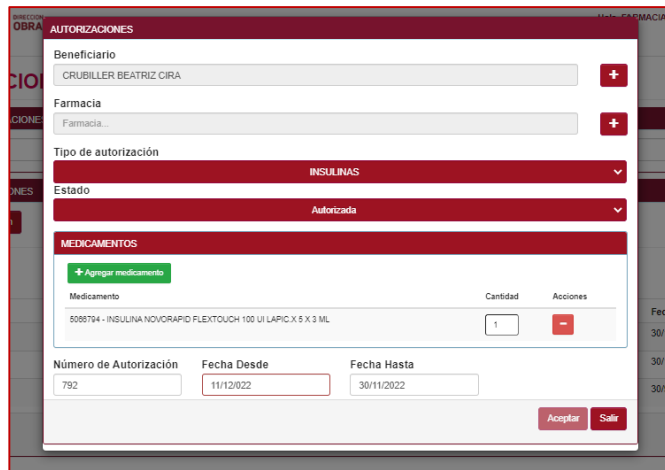 DIRECCION
OBRA
AUTORIZACIONES
Beneficiario
CRUBILLER BEATRIZ CIRA
+
Farmacia
Farmacia...
+
Tipo de autorización
INSULINAS
Estado
Autorizada
MEDICAMENTOS
+ Agregar medicamento
Medicamento Cantidad Acciones
5086794 - INSULINA NOVORAPID FLEXTOUCH 100 UI LAPIC.X 5 X 3 ML 1 −
Número de Autorización Fecha Desde Fecha Hasta
792 11/12/022 30/11/2022
Aceptar Salir